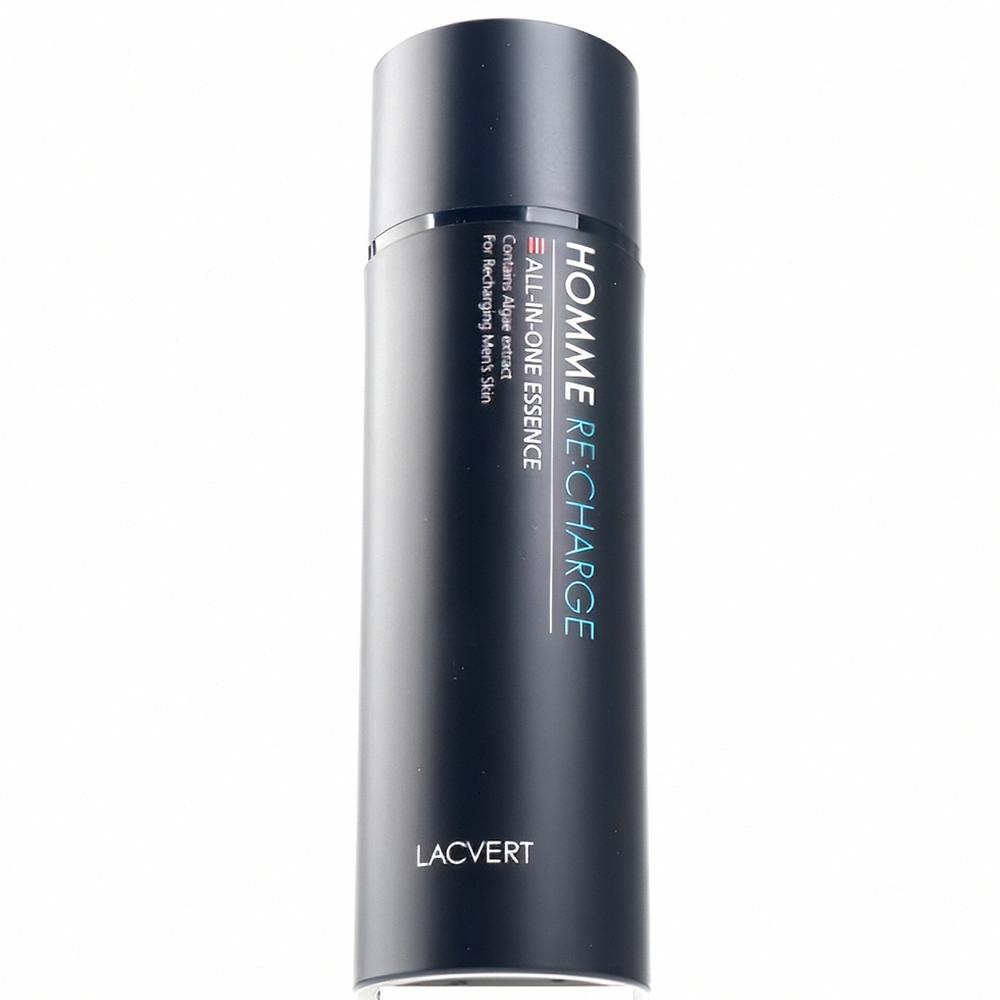 HOMME RE:CHARGE
ALL-IN-ONE ESSENCE
Contains Algae extract
For Recharging Men's Skin
LACVERT